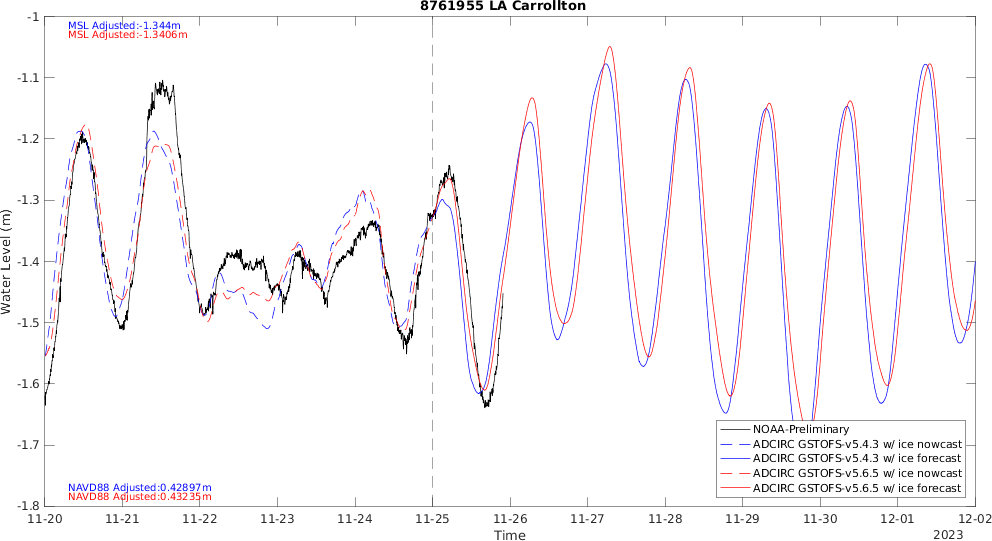 8761955 LA Carrollton
MSL Adjusted:-1.344m
MSL Adjusted:-1.3406m
-1
-1.1
-1.2
-1.3
-1.4
-1.5
-1.6
-1.7
-1.8
Water Level (m)
NOAA-Preliminary
ADCIRC GSTOFS-v5.4.3 w/ ice nowcast
ADCIRC GSTOFS-v5.4.3 w/ ice forecast
ADCIRC GSTOFS-v5.6.5 w/ ice nowcast
ADCIRC GSTOFS-v5.6.5 w/ ice forecast
NAVD88 Adjusted:0.42897m
NAVD88 Adjusted:0.43235m
11-20 11-21 11-22 11-23 11-24 11-25 11-26 11-27 11-28 11-29 11-30 12-01 12-02
Time
2023